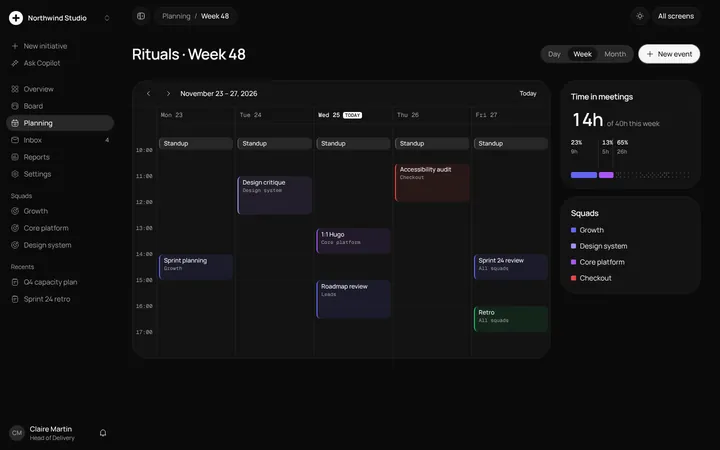 Northwind Studio
Planning / Week 48
All screens
New initiative
Ask Copilot
Overview
Board
Planning
Inbox 4
Reports
Settings
Squads
Growth
Core platform
Design system
Recents
Q4 capacity plan
Sprint 24 retro
CM
Claire Martin
Head of Delivery
Rituals · Week 48
Day Week Month
New event
November 23 – 27, 2026
Today
Mon 23 Tue 24 Wed 25 TODAY Thu 26 Fri 27
Standup Standup Standup Standup Standup
10:00
11:00
12:00
13:00
14:00
15:00
16:00
17:00
Accessibility audit
Checkout
Design critique
Design system
1:1 Hugo
Core platform
Sprint planning
Growth
Sprint 24 review
All squads
Roadmap review
Leads
Retro
All squads
Time in meetings
14h of 40h this week
23% 13% 65%
9h 5h 26h
Squads
Growth
Design system
Core platform
Checkout